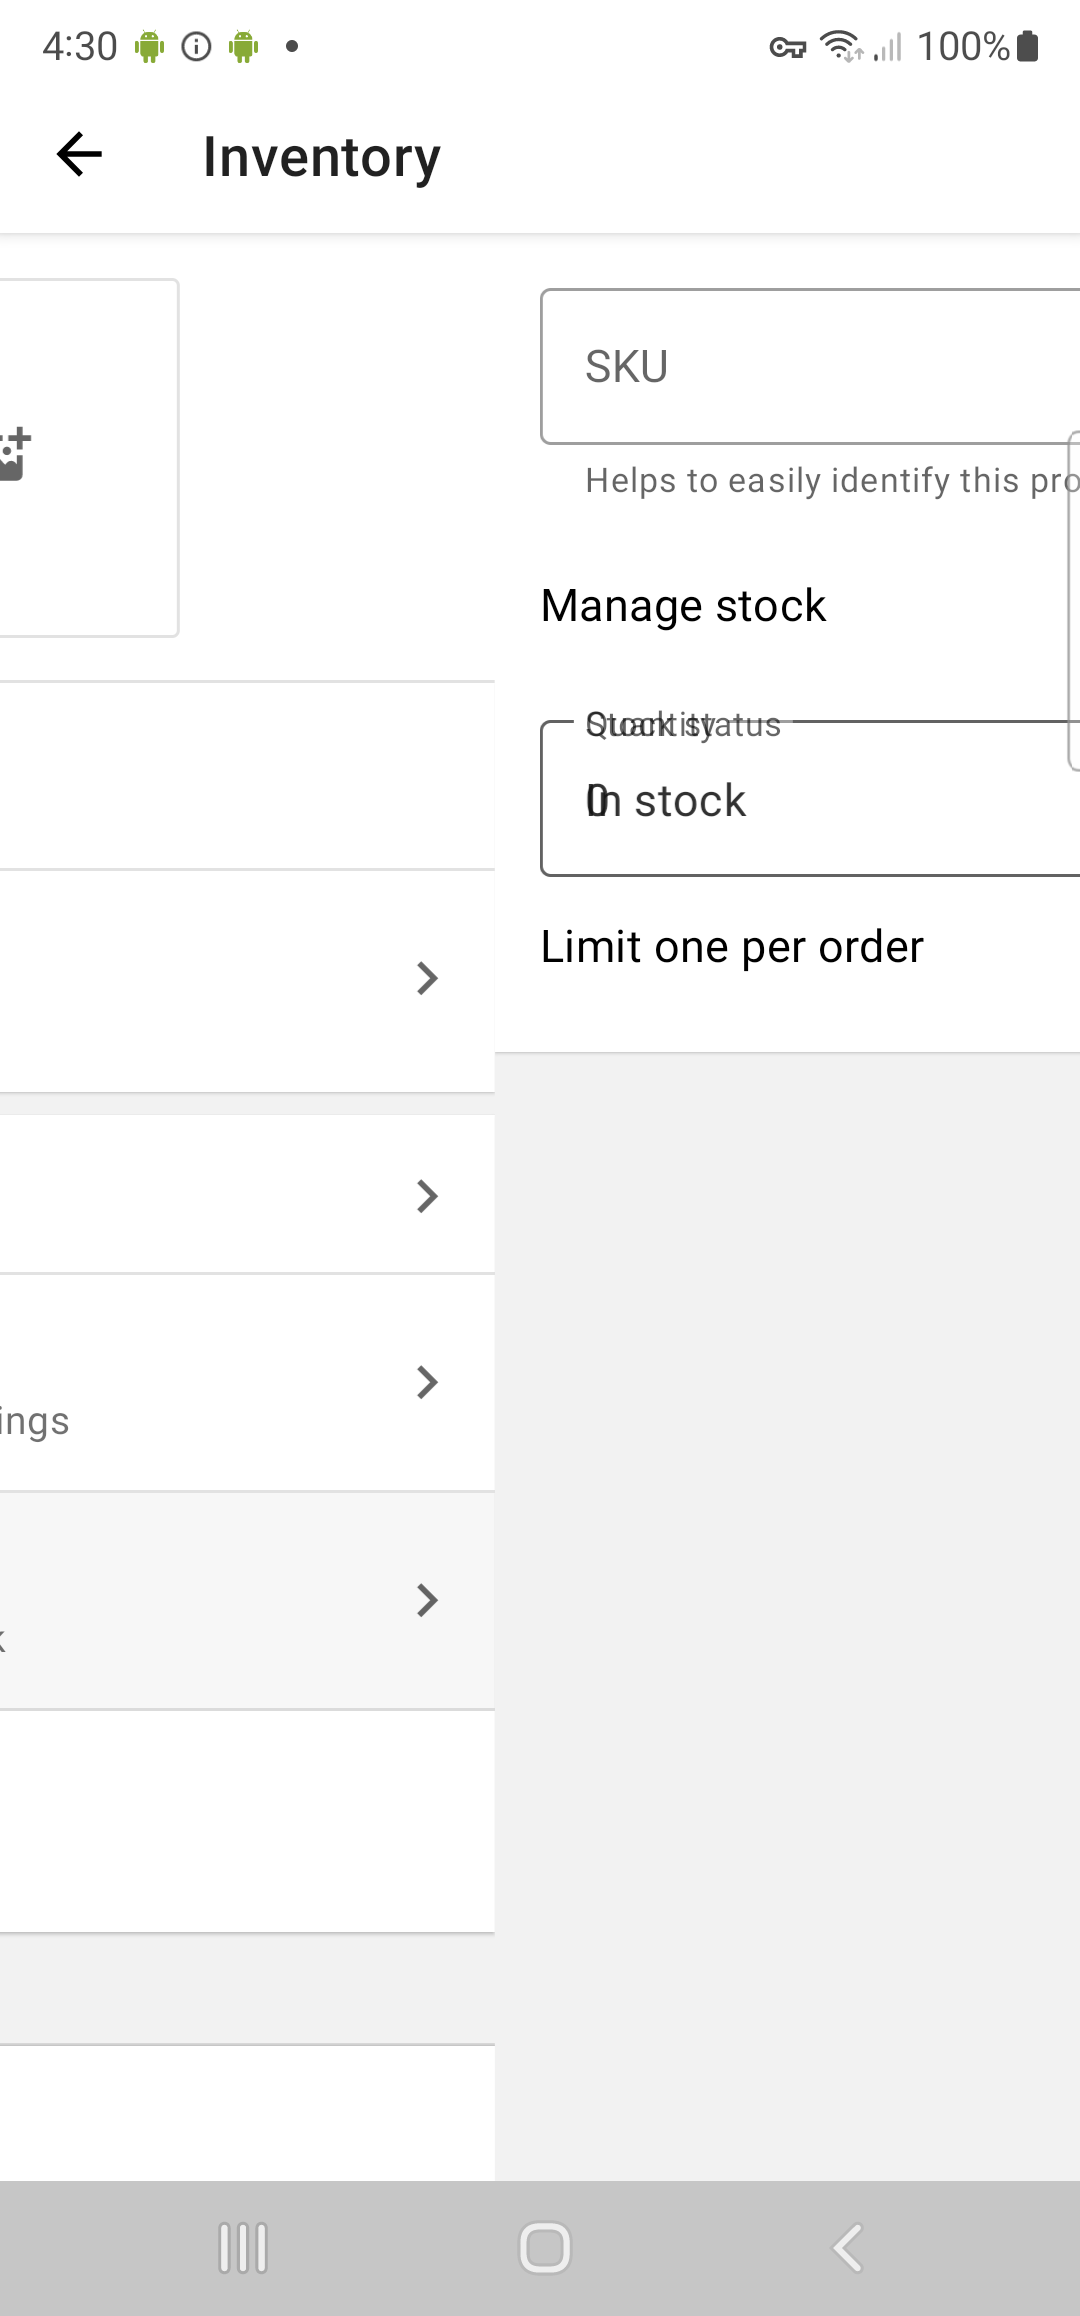 4:30
100%
Inventory
SKU
Helps to easily identify this pro
Manage stock
Stock status
Quantity
In stock
0
Limit one per order
ings
k